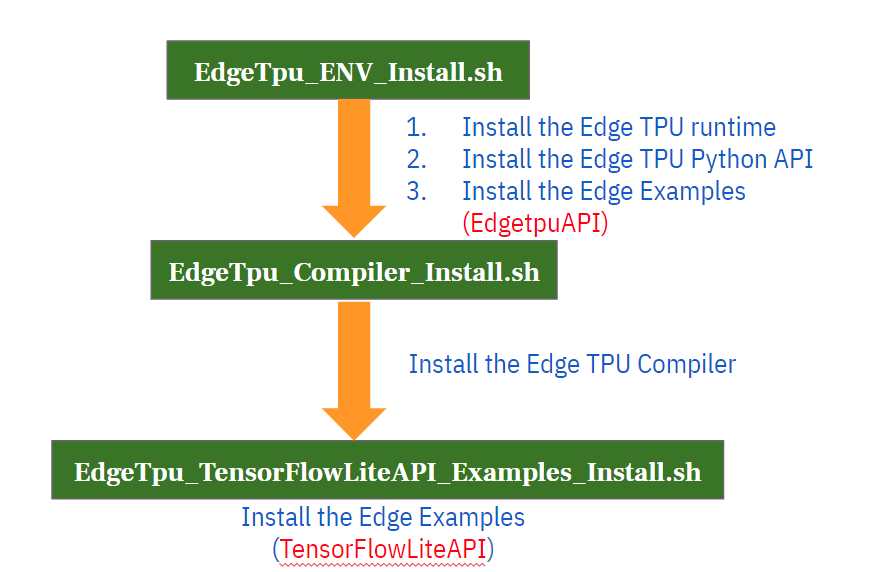 EdgeTpu_ENV_Install.sh
1. Install the Edge TPU runtime
2. Install the Edge TPU Python API
3. Install the Edge Examples
(EdgetpuAPI)
EdgeTpu_Compiler_Install.sh
Install the Edge TPU Compiler
EdgeTpu_TensorFlowLiteAPI_Examples_Install.sh
Install the Edge Examples
(TensorFlowLiteAPI)